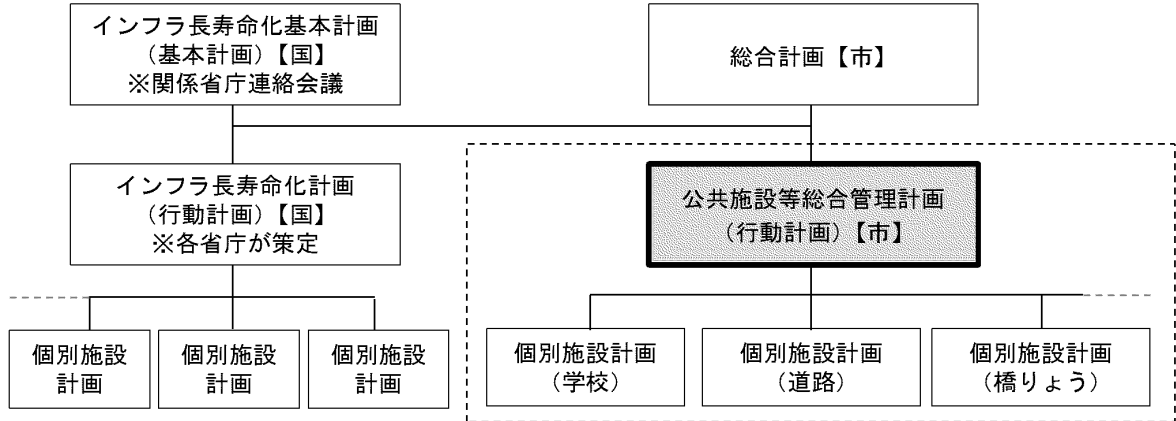 インフラ長寿命化基本計画
（基本計画）【国】
※関係省庁連絡会議
総合計画【市】
インフラ長寿命化計画
（行動計画）【国】
※各省庁が策定
公共施設等総合管理計画
（行動計画）【市】
個別施設
計画
個別施設
計画
個別施設
計画
個別施設計画
（学校）
個別施設計画
（道路）
個別施設計画
（橋りょう）